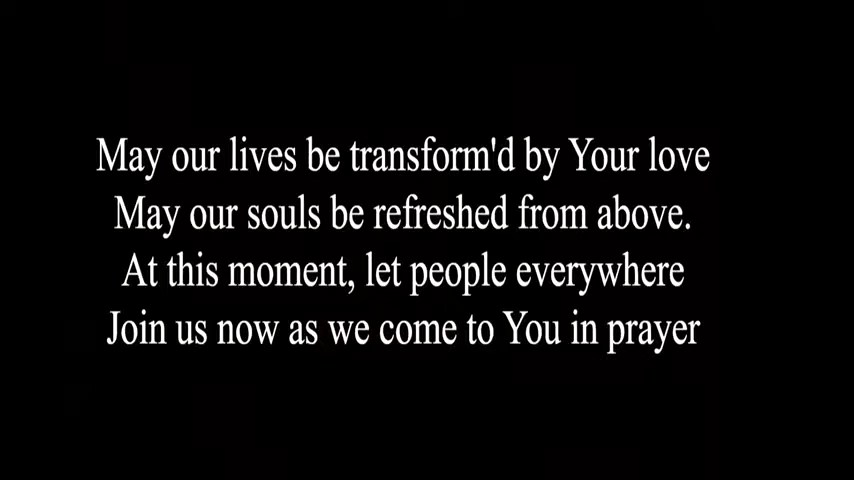 May our lives be transform'd by Your love
May our souls be refreshed from above.
At this moment, let people everywhere
Join us now as we come to You in prayer